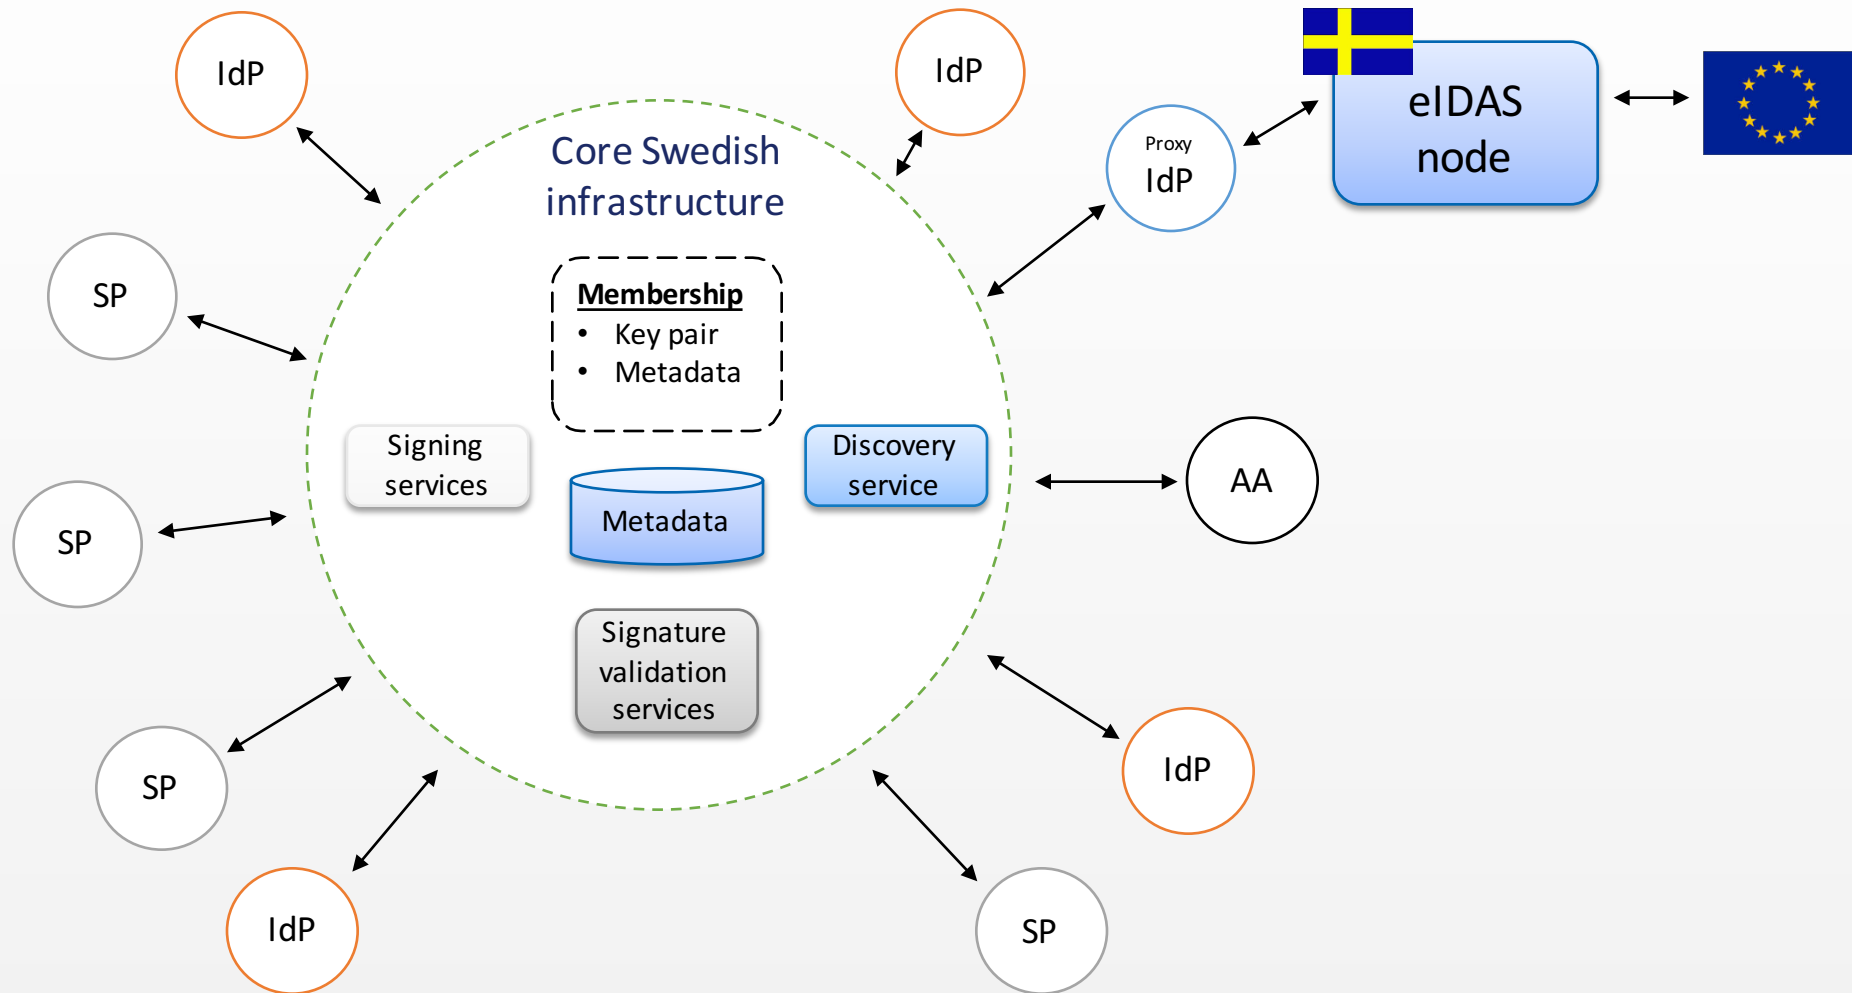 IdP
IdP
eIDAS
node
Proxy
IdP
Core Swedish
infrastructure
SP
Membership
• Key pair
• Metadata
Signing
services
Discovery
service
Metadata
AA
SP
Signature
validation
services
SP
IdP
IdP
SP